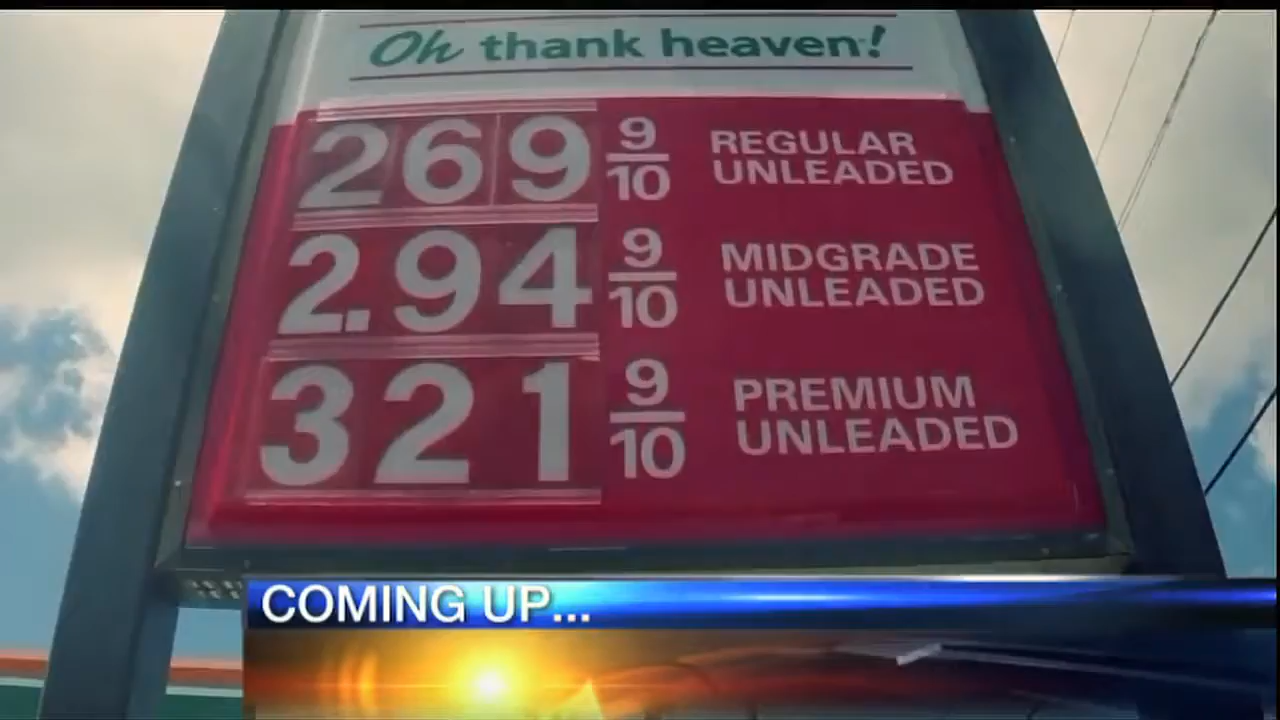 Oh thank heaven!
269 9/10 REGULAR
UNLEADED
2.94 9/10 MIDGRADE
UNLEADED
321 9/10 PREMIUM
UNLEADED
COMING UP...